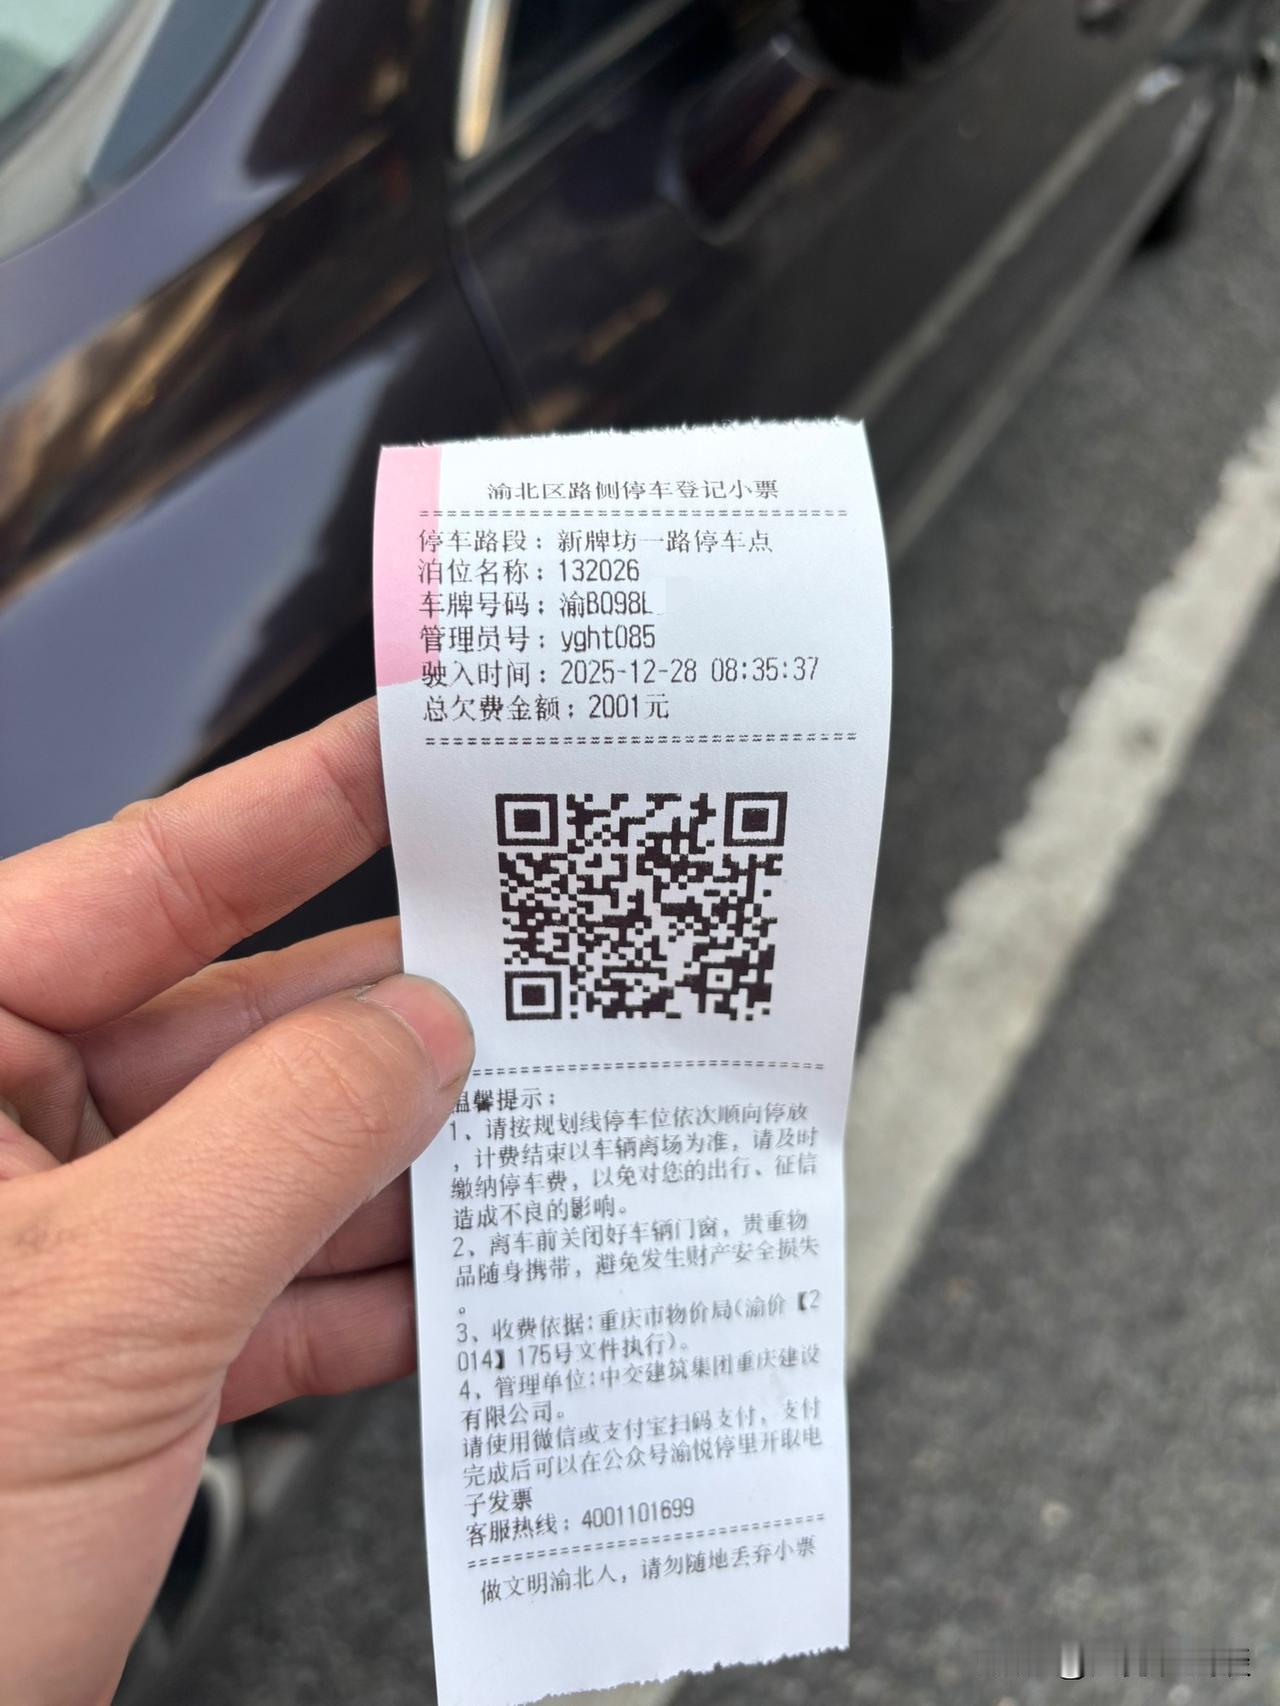 渝北区路侧停车登记小票
================================
停车路段：新牌坊一路停车点
泊位名称：132026
车牌号码：渝B098L
管理员号：yght085
驶入时间：2025-12-28 08:35:37
总欠费金额：2001元
================================
================================
温馨提示：
1、请按规划线停车位依次顺向停放
，计费结束以车辆离场为准，请及时
缴纳停车费，以免对您的出行、征信
造成不良的影响。
2、离车前关闭好车辆门窗，贵重物
品随身携带，避免发生财产安全损失
。
3、收费依据:重庆市物价局(渝价【2
014】175号文件执行)。
4、管理单位:中交建筑集团重庆建设
有限公司。
请使用微信或支付宝扫码支付，支付
完成后可以在公众号渝悦停里开取电
子发票
客服热线：4001101699
================================
做文明渝北人，请勿随地丢弃小票